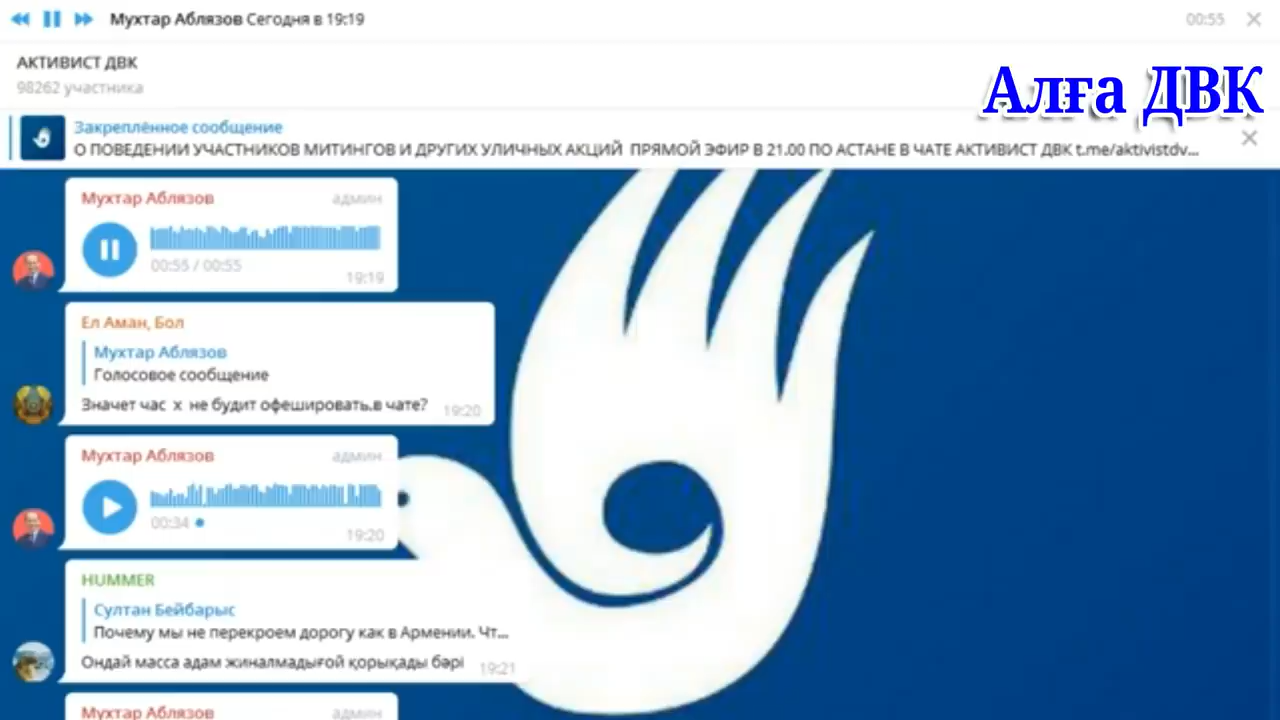 Мухтар Аблязов Сегодня в 19:19
00:55
АКТИВИСТ ДВК
98262 участника
Алға ДВК
Закреплённое сообщение
О ПОВЕДЕНИИ УЧАСТНИКОВ МИТИНГОВ И ДРУГИХ УЛИЧНЫХ АКЦИЙ ПРЯМОЙ ЭФИР В 21.00 ПО АСТАНЕ В ЧАТЕ АКТИВИСТ ДВК t.me/aktivistdv...
Мухтар Аблязов админ
00:55 / 00:55
19:19
Ел Аман, Бол
Мухтар Аблязов
Голосовое сообщение
Значет час х не будит офешировать.в чате? 19:20
Мухтар Аблязов админ
00:34
19:20
HUMMER
Султан Бейбарыс
Почему мы не перекроем дорогу как в Армении. Чт...
Ондай масса адам жиналмадығой қорықады бәрі 19:21
Мухтар Аблязов админ